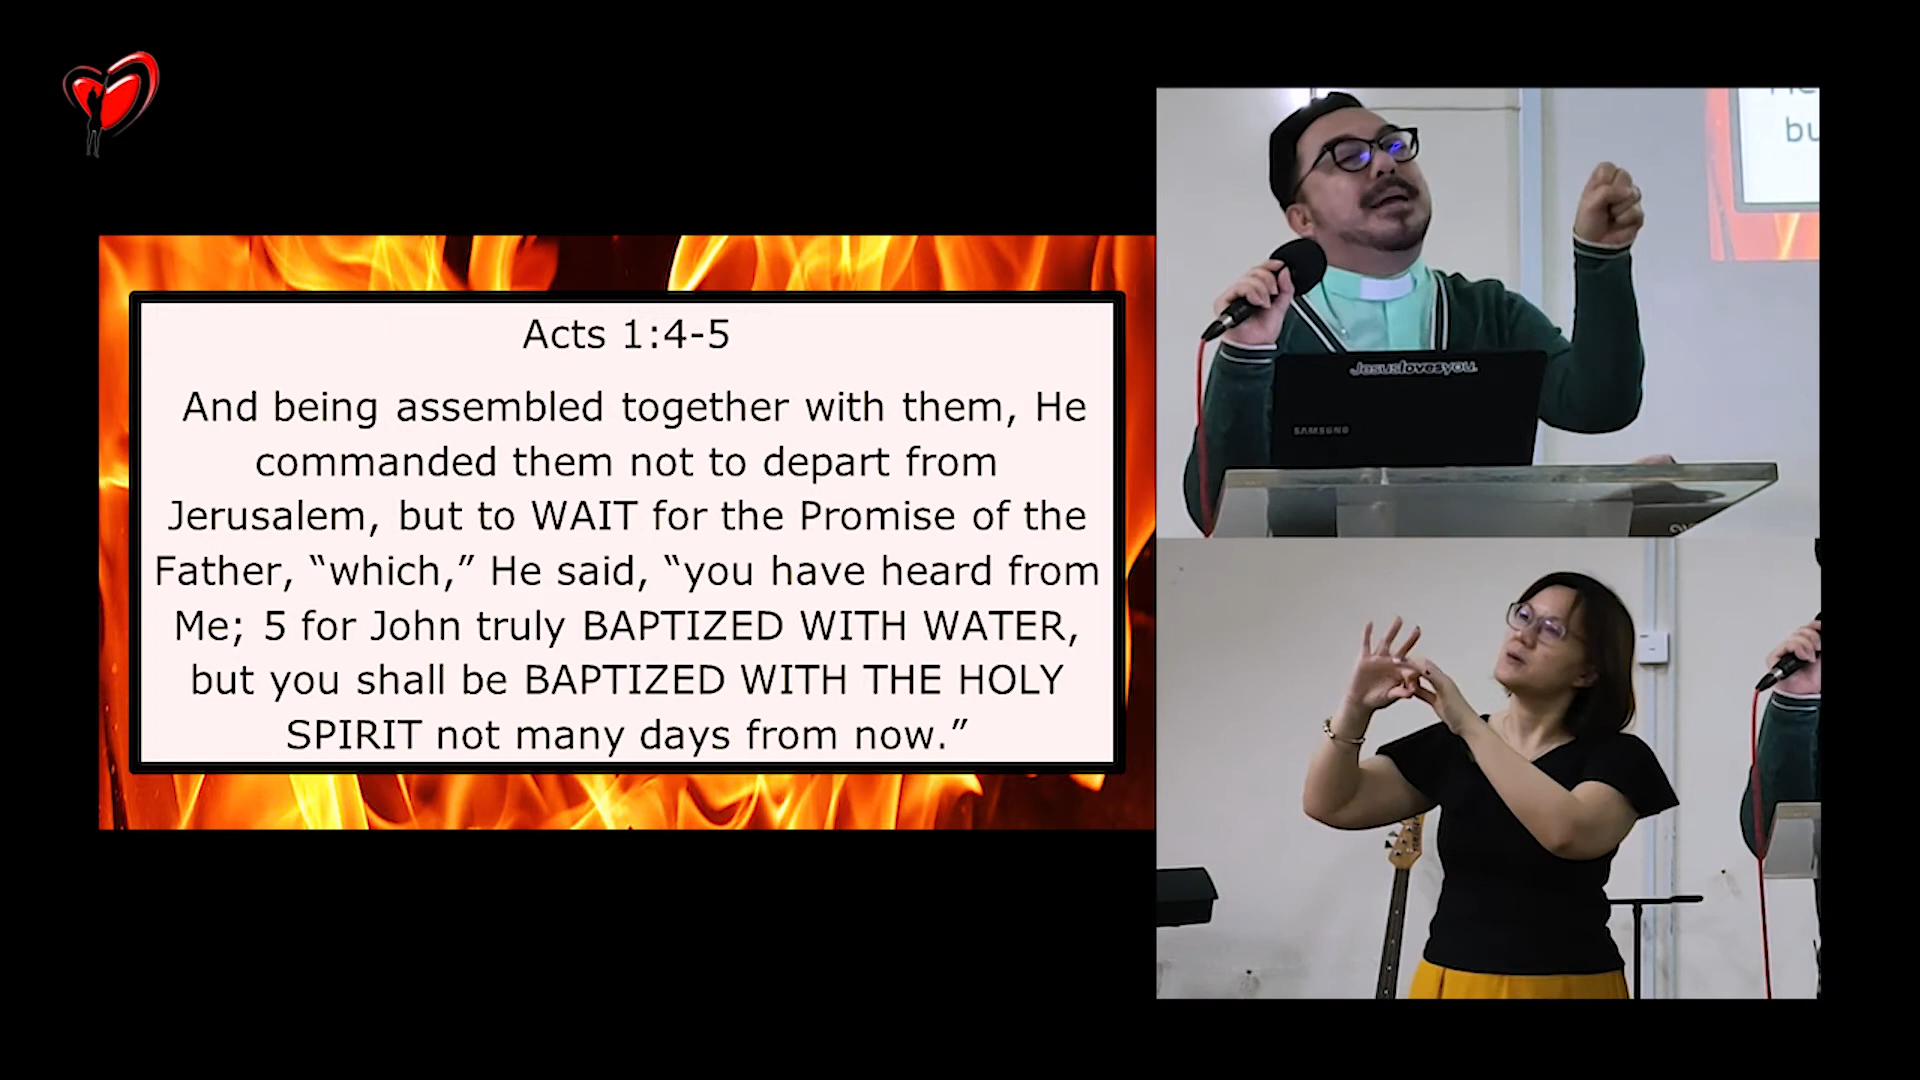 Acts 1:4-5
And being assembled together with them, He
commanded them not to depart from
Jerusalem, but to WAIT for the Promise of the
Father, “which,” He said, “you have heard from
Me; 5 for John truly BAPTIZED WITH WATER,
but you shall be BAPTIZED WITH THE HOLY
SPIRIT not many days from now.”
bu
Jesuslovesyou.
SAMSUNG